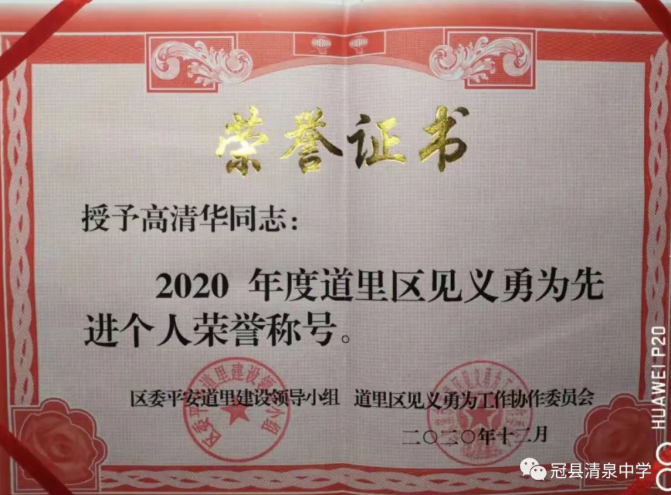 荣誉证书
授予高清华同志：
2020 年度道里区见义勇为先
进个人荣誉称号。
区委平安道里建设领导小组 道里区见义勇为工作协作委员会
二〇二〇年十二月
HUAWEI P20
冠县清泉中学